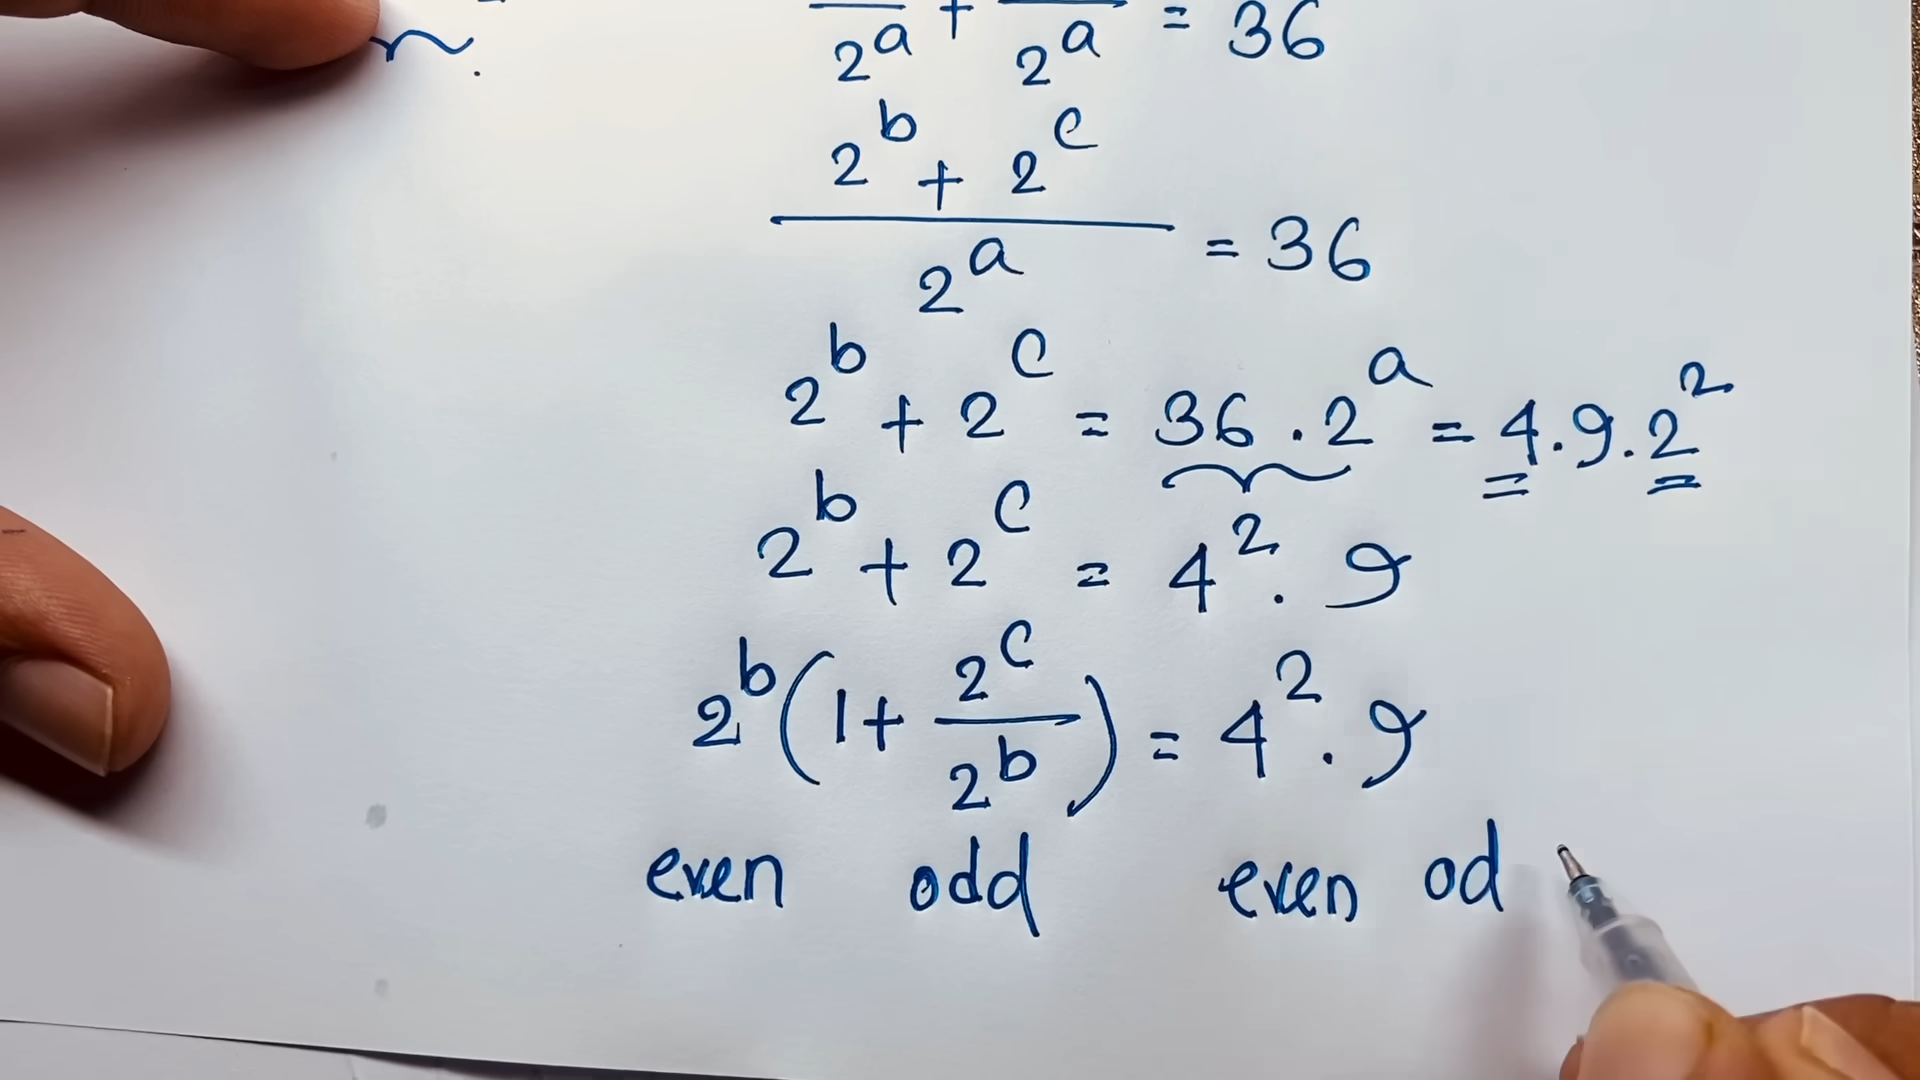 /2^a + /2^a = 36
(2^b + 2^c)/2^a = 36
2^b + 2^c = 36 . 2^a = 4.9.2^2
2^b + 2^c = 4^2 . 9
2^b(1 + 2^c/2^b) = 4^2 . 9
even odd even od